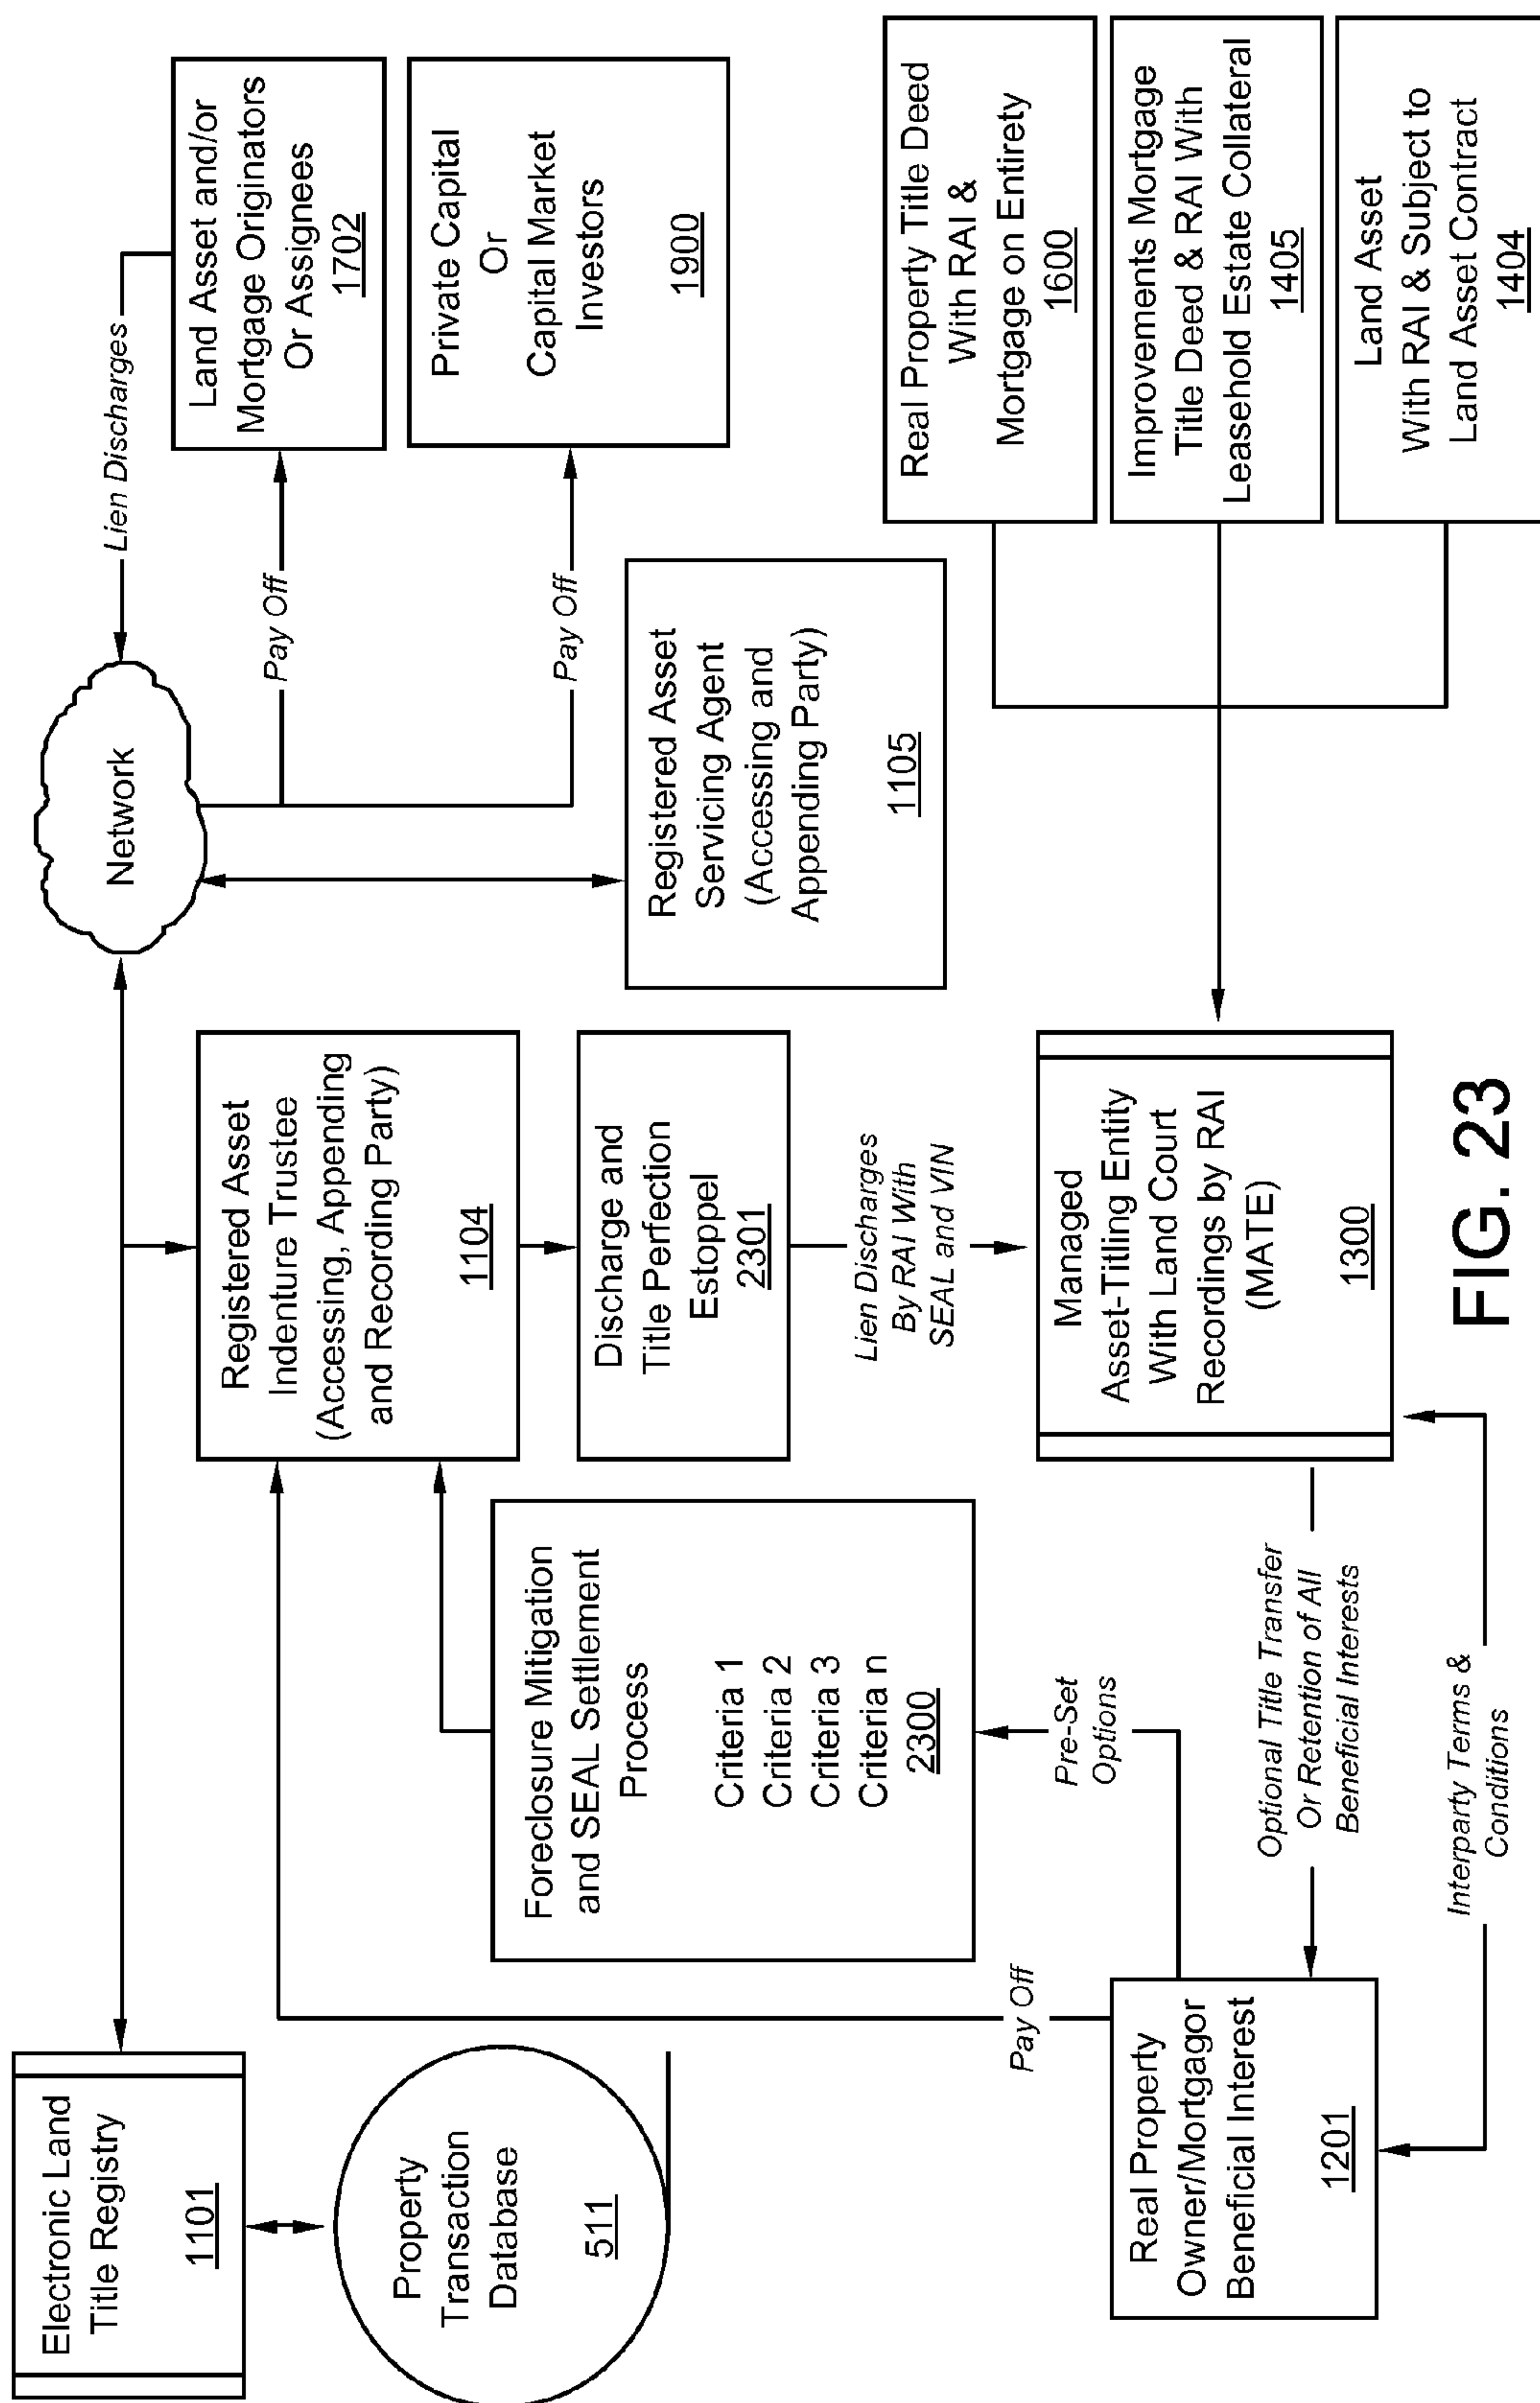 Electronic Land
Title Registry
1101
Property
Transaction
Database
511
Network
Lien Discharges
Land Asset and/or
Mortgage Originators
Or Assignees
1702
Pay Off
Private Capital
Or
Capital Market
Investors
1900
Pay Off
Registered Asset
Indenture Trustee
(Accessing, Appending
and Recording Party)
1104
Registered Asset
Servicing Agent
(Accessing and
Appending Party)
1105
Foreclosure Mitigation
and SEAL Settlement
Process
Criteria 1
Criteria 2
Criteria 3
Criteria n
2300
Discharge and
Title Perfection
Estoppel
2301
Pay Off
Pre-Set
Options
Lien Discharges
By RAI With
SEAL and VIN
Real Property Title Deed
With RAI &
Mortgage on Entirety
1600
Real Property
Owner/Mortgagor
Beneficial Interest
1201
Optional Title Transfer
Or Retention of All
Beneficial Interests
Managed
Asset-Titling Entity
With Land Court
Recordings by RAI
(MATE)
1300
Improvements Mortgage
Title Deed & RAI With
Leasehold Estate Collateral
1405
Land Asset
With RAI & Subject to
Land Asset Contract
1404
Interparty Terms &
Conditions
FIG. 23